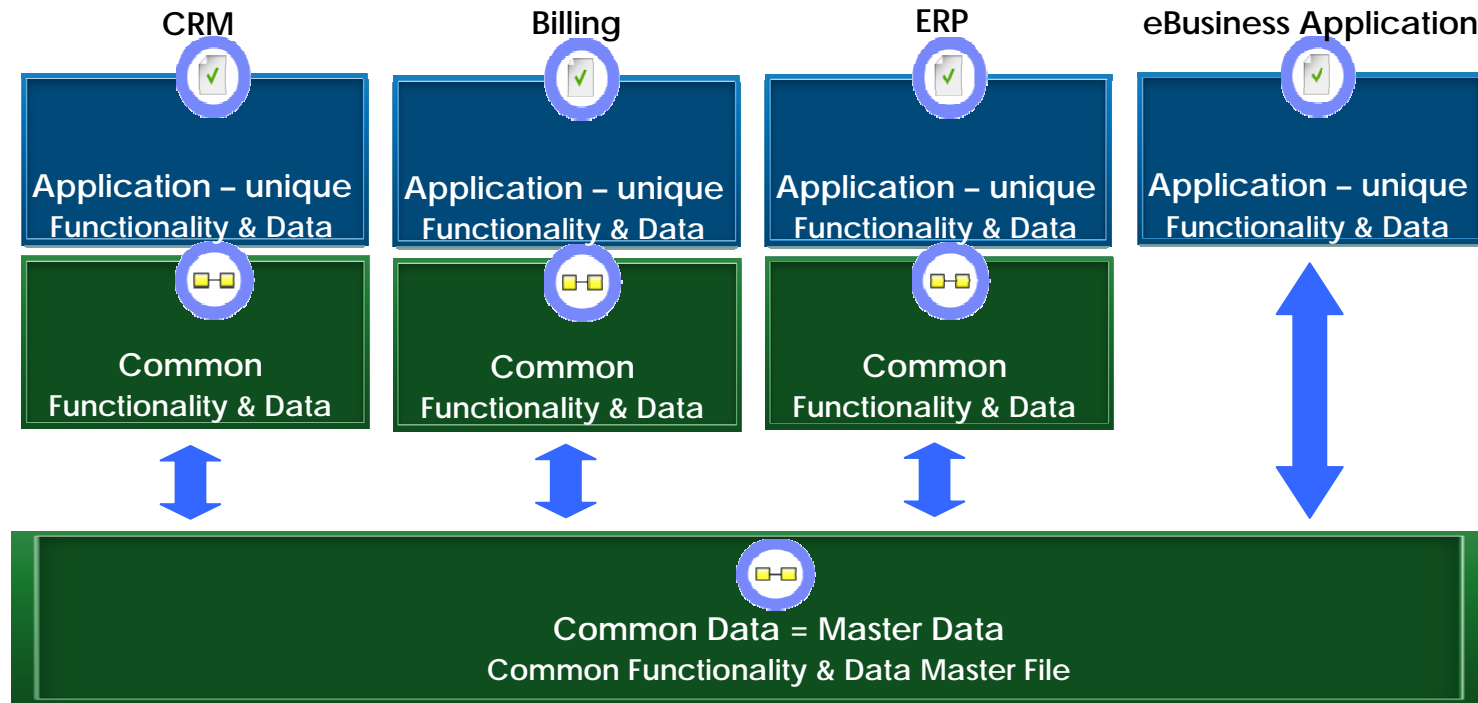 CRM
Billing
ERP
eBusiness Application
Application – unique
Functionality & Data
Application – unique
Functionality & Data
Application – unique
Functionality & Data
Application – unique
Functionality & Data
Common
Functionality & Data
Common
Functionality & Data
Common
Functionality & Data
Common Data = Master Data
Common Functionality & Data Master File